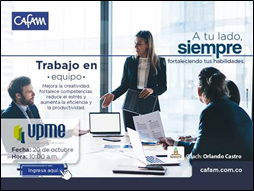 CAFAM
A tu lado,
siempre
fortaleciendo tus habilidades.
Trabajo en
• equipo •
Mejora la creatividad,
fortalece competencias,
reduce el estrés y
aumenta la eficiencia y
la productividad.
upme
Fecha: 20 de octubre
Hora: 10:00 a.m.
Ingrese aquí
Coach: Orlando Castro
cafam.com.co